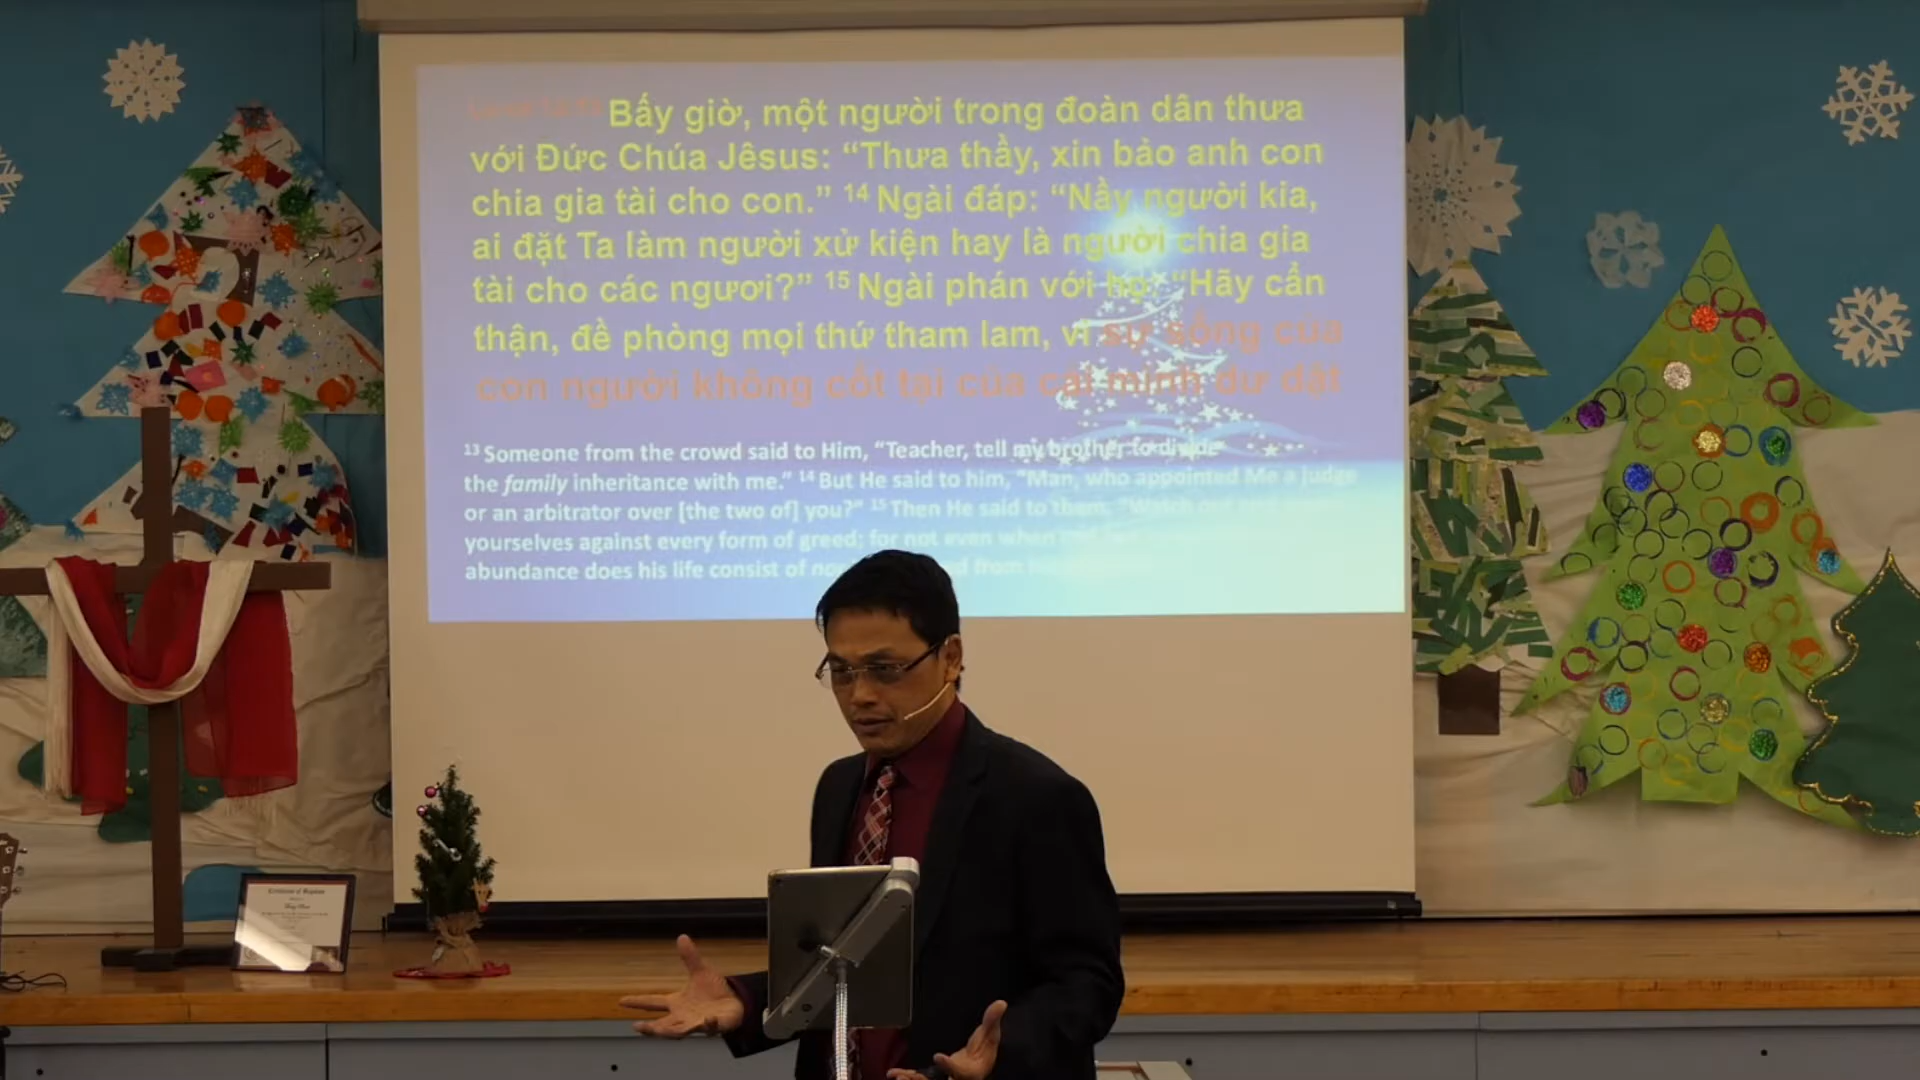 Bấy giờ, một người trong đoàn dân thưa
với Đức Chúa Jêsus: “Thưa thầy, xin bảo anh con
chia gia tài cho con.” 14 Ngài đáp: “Nầy người kia,
ai đặt Ta làm người xử kiện hay là người chia gia
tài cho các ngươi?” 15 Ngài phán với họ: “Hãy cẩn
thận, đề phòng mọi thứ tham lam, vì sự sống của
con người không cốt tại của cải mình dư dật
13 Someone from the crowd said to Him, “Teacher, tell my brother to divide
the family inheritance with me.” 14 But He said to him, “Man, who appointed Me a judge
or an arbitrator over [the two of] you?” 15 Then He said to them, “Watch
yourselves against every form of greed; for not even when
abundance does his life consist of
Certificate of Baptism